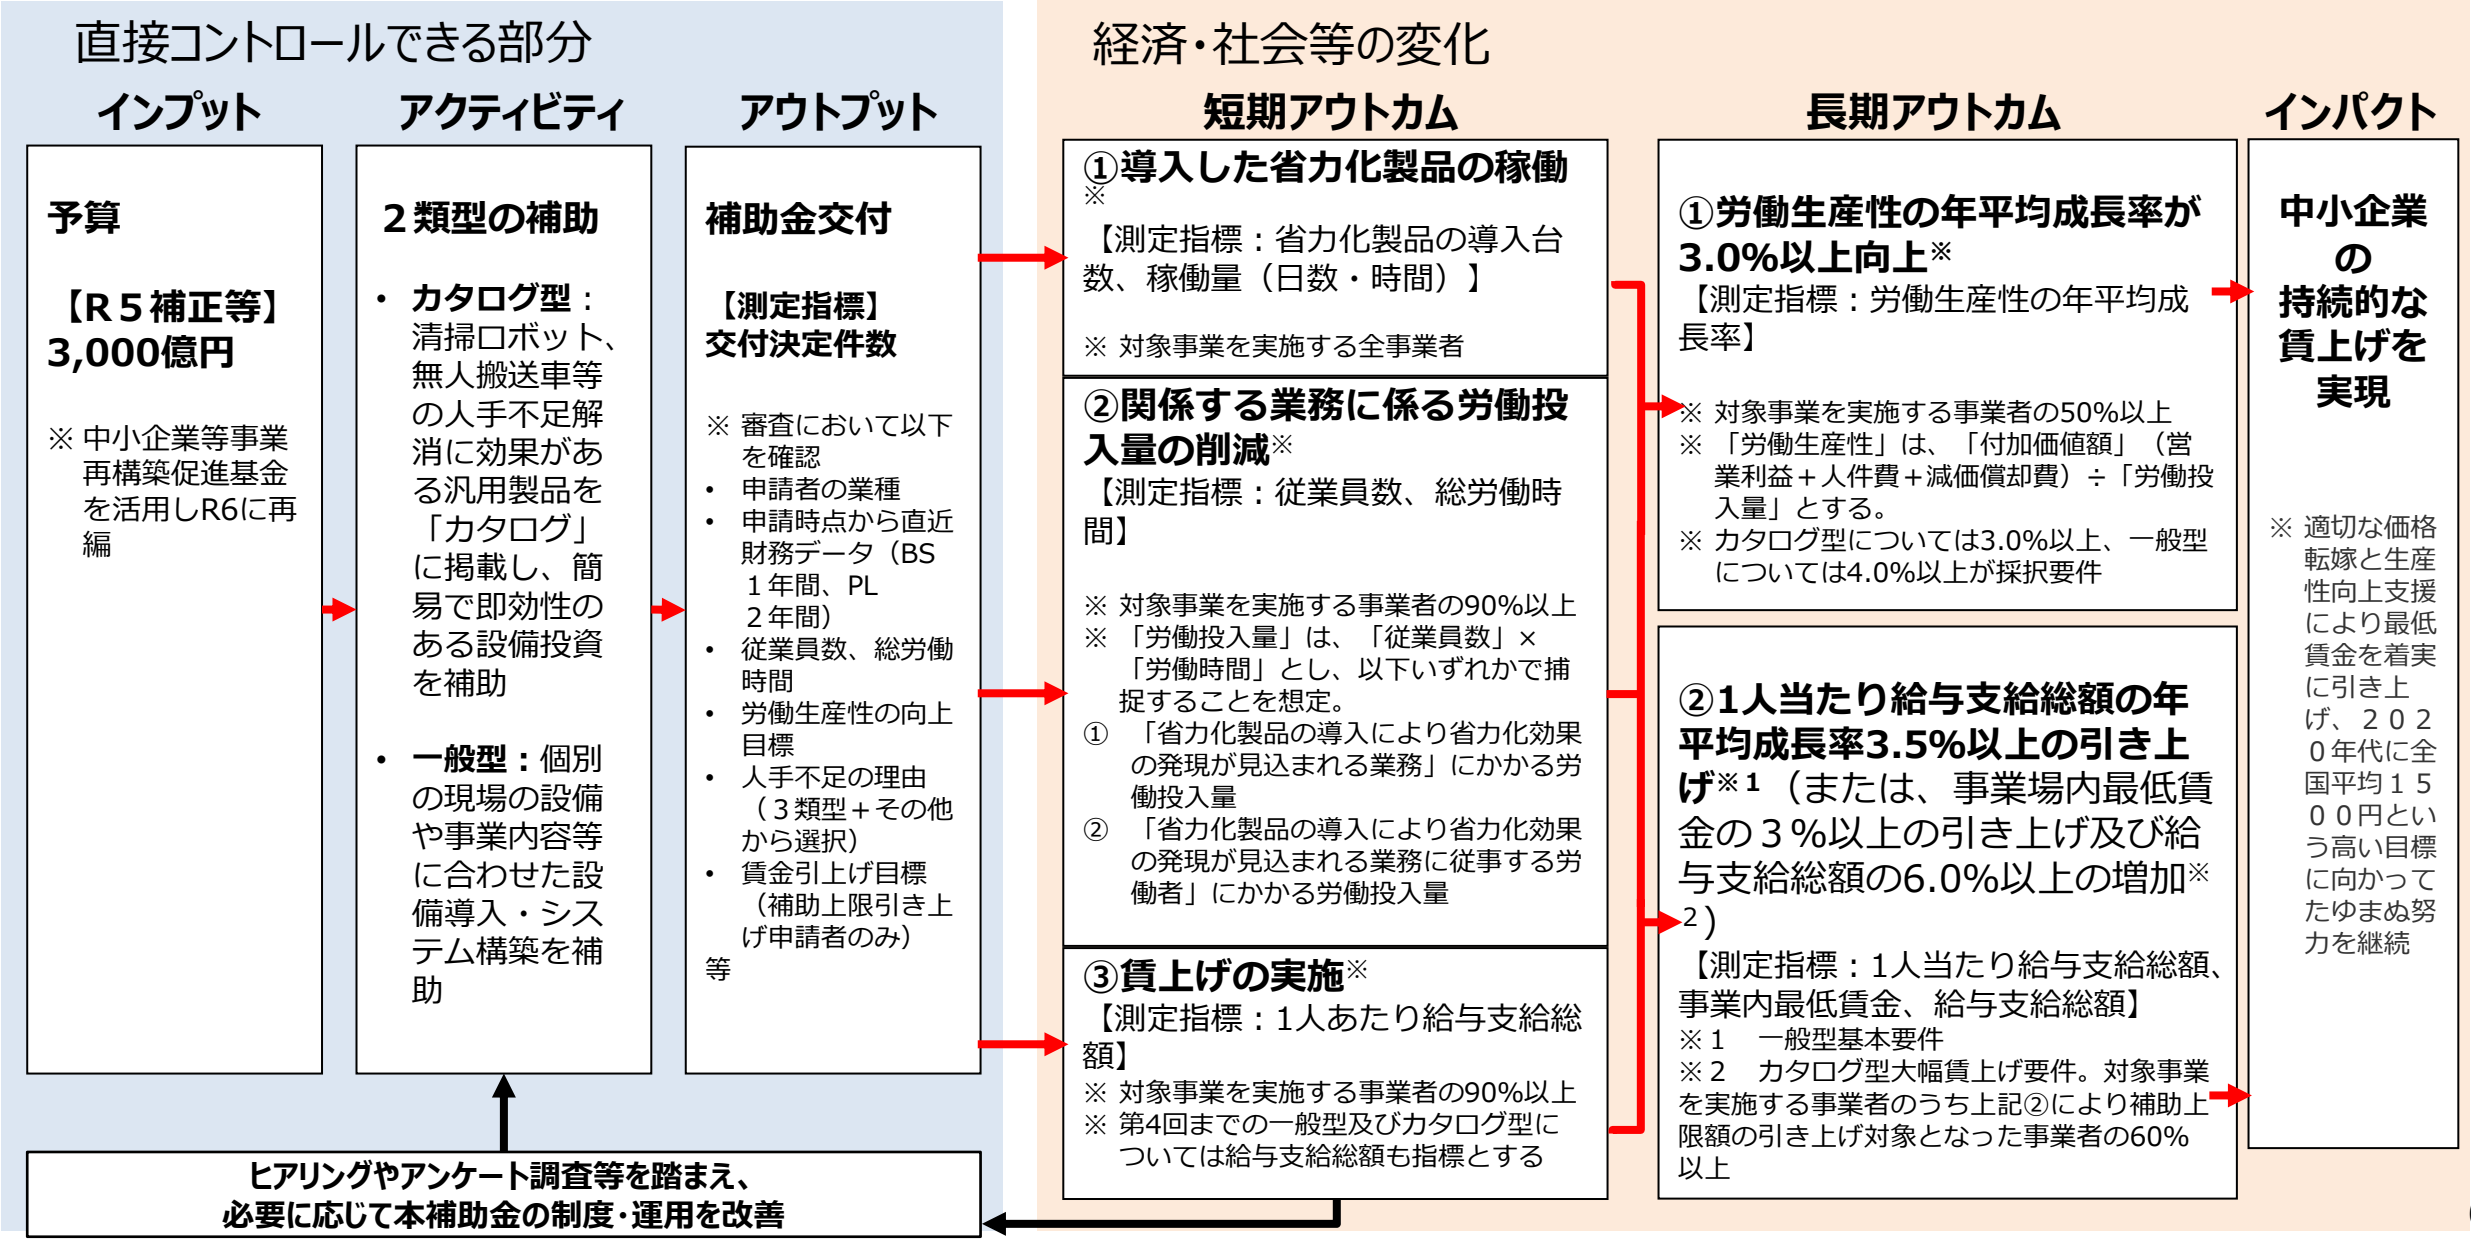 直接コントロールできる部分
経済・社会等の変化
インプット
アクティビティ
アウトプット
短期アウトカム
長期アウトカム
インパクト
予算
【R５補正等】
3,000億円
※ 中小企業等事業
再構築促進基金
を活用しR6に再
編
２類型の補助
• カタログ型：
清掃ロボット、
無人搬送車等
の人手不足解
消に効果があ
る汎用製品を
「カタログ」
に掲載し、簡
易で即効性の
ある設備投資
を補助
• 一般型：個別
の現場の設備
や事業内容等
に合わせた設
備導入・シス
テム構築を補
助
補助金交付
【測定指標】
交付決定件数
※ 審査において以下
を確認
• 申請者の業種
• 申請時点から直近
財務データ（BS
１年間、PL
２年間）
• 従業員数、総労働
時間
• 労働生産性の向上
目標
• 人手不足の理由
（３類型＋その他
から選択）
• 賃金引上げ目標
（補助上限引き上
げ申請者のみ）
等
①導入した省力化製品の稼働
※
【測定指標：省力化製品の導入台
数、稼働量（日数・時間）】
※ 対象事業を実施する全事業者
②関係する業務に係る労働投
入量の削減※
【測定指標：従業員数、総労働時
間】
※ 対象事業を実施する事業者の90%以上
※ 「労働投入量」は、「従業員数」×
「労働時間」とし、以下いずれかで捕
捉することを想定。
① 「省力化製品の導入により省力化効果
の発現が見込まれる業務」にかかる労
働投入量
② 「省力化製品の導入により省力化効果
の発現が見込まれる業務に従事する労
働者」にかかる労働投入量
③賃上げの実施※
【測定指標：1人あたり給与支給総
額】
※ 対象事業を実施する事業者の90%以上
※ 第4回までの一般型及びカタログ型に
ついては給与支給総額も指標とする
①労働生産性の年平均成長率が
3.0%以上向上※
【測定指標：労働生産性の年平均成
長率】
※ 対象事業を実施する事業者の50%以上
※ 「労働生産性」は、「付加価値額」（営
業利益＋人件費＋減価償却費）÷「労働投
入量」とする。
※ カタログ型については3.0%以上、一般型
については4.0%以上が採択要件
②1人当たり給与支給総額の年
平均成長率3.5%以上の引き上
げ※１（または、事業場内最低賃
金の３%以上の引き上げ及び給
与支給総額の6.0%以上の増加※
２)
【測定指標：1人当たり給与支給総額、
事業内最低賃金、給与支給総額】
※１　一般型基本要件
※２　カタログ型大幅賃上げ要件。対象事業
を実施する事業者のうち上記②により補助上
限額の引き上げ対象となった事業者の60%
以上
中小企業
の
持続的な
賃上げを
実現
※ 適切な価格
転嫁と生産
性向上支援
により最低
賃金を着実
に引き上
げ、２０２
０年代に全
国平均１５
００円とい
う高い目標
に向かって
たゆまぬ努
力を継続
ヒアリングやアンケート調査等を踏まえ、
必要に応じて本補助金の制度・運用を改善